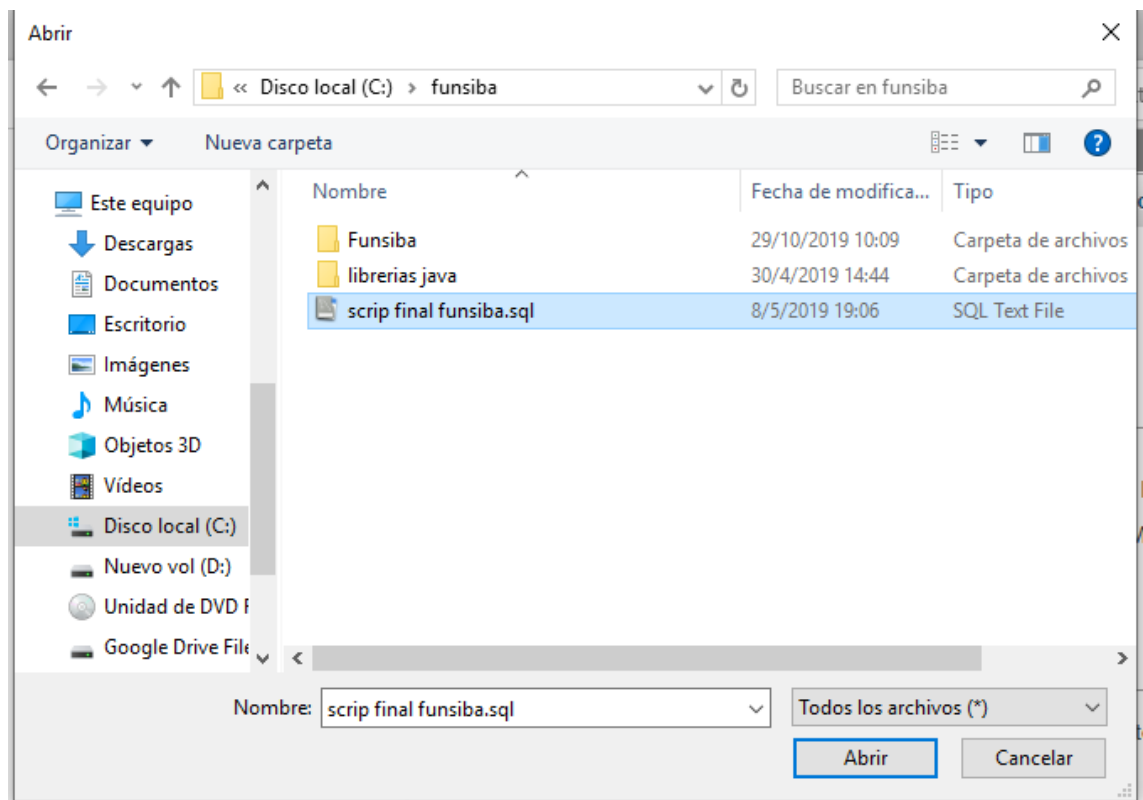 Abrir
« Disco local (C:) › funsiba
Buscar en funsiba
Organizar
Nueva carpeta
Nombre Fecha de modifica... Tipo
Este equipo
Descargas
Documentos
Escritorio
Imágenes
Música
Objetos 3D
Vídeos
Disco local (C:)
Nuevo vol (D:)
Unidad de DVD
Google Drive File
Funsiba 29/10/2019 10:09 Carpeta de archivos
librerias java 30/4/2019 14:44 Carpeta de archivos
scrip final funsiba.sql 8/5/2019 19:06 SQL Text File
Nombre: scrip final funsiba.sql
Todos los archivos (*)
Abrir
Cancelar